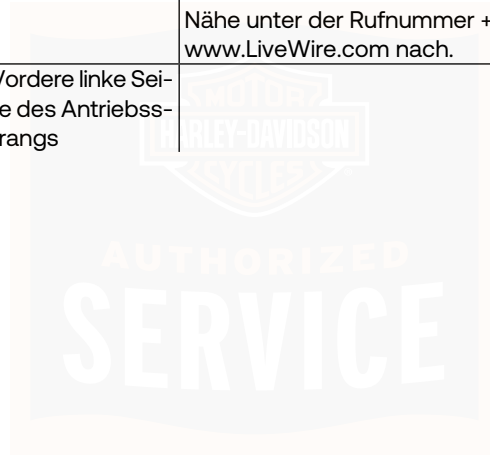 Nähe unter der Rufnummer +
www.LiveWire.com nach.
Vordere linke Sei-
e des Antriebss-
rangs
MOTOR
HARLEY-DAVIDSON
CYCLES
AUTHORIZED
SERVICE